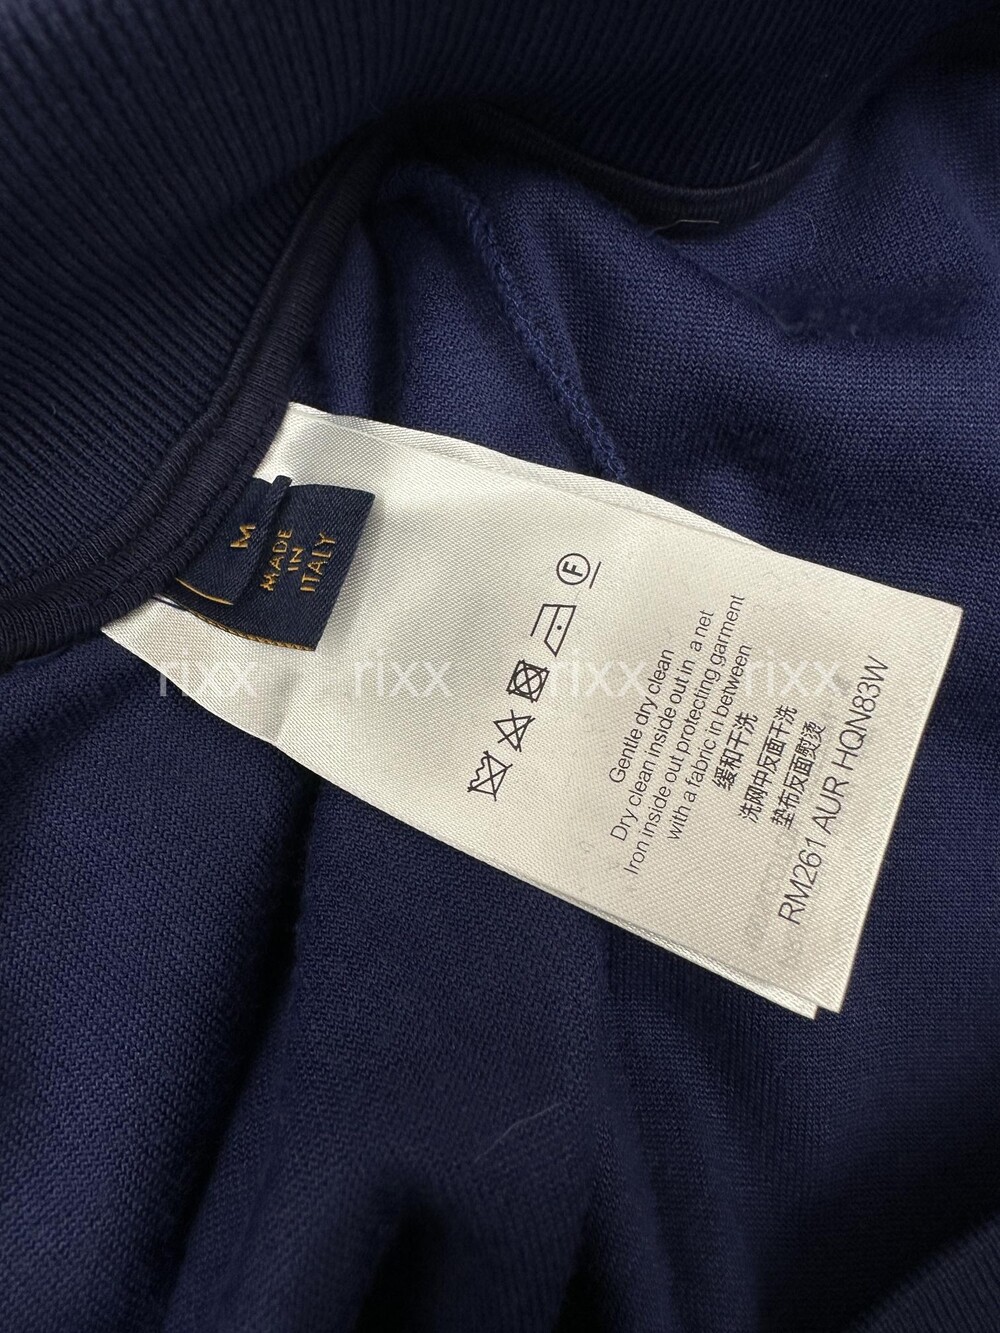 M
MADE
IN
ITALY
F
Gentle dry clean
Dry clean inside out in a net
Iron inside out protecting garment
with a fabric in between
缓和干洗
洗网中反面干洗
垫布反面熨烫
RM261 AUR HQN83W
rixx rixx rixx rixx